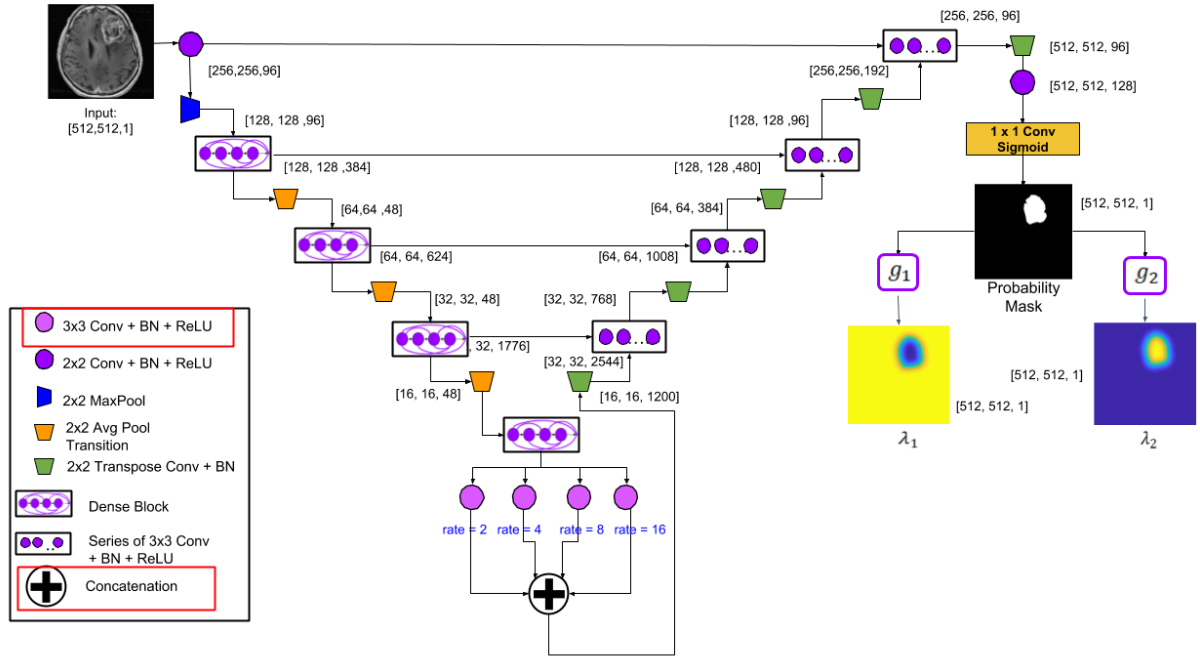 Input:
[512,512,1]
[256,256,96]
[128, 128 ,96]
[128, 128 ,384]
[64,64 ,48]
[64, 64, 624]
[32, 32, 48]
, 32, 1776]
[16, 16, 48]
rate = 2
rate = 4
rate = 8
rate = 16
[16, 16, 1200]
[32, 32, 2544]
[32, 32, 768]
[64, 64, 1008]
[64, 64, 384]
[128, 128 ,480]
[128, 128 ,96]
[256,256,192]
[256, 256, 96]
[512, 512, 96]
[512, 512, 128]
1 x 1 Conv
Sigmoid
[512, 512, 1]
Probability
Mask
g1
g2
[512, 512, 1]
[512, 512, 1]
λ1
λ2
3x3 Conv + BN + ReLU
2x2 Conv + BN + ReLU
2x2 MaxPool
2x2 Avg Pool
Transition
2x2 Transpose Conv + BN
Dense Block
Series of 3x3 Conv
+ BN + ReLU
Concatenation